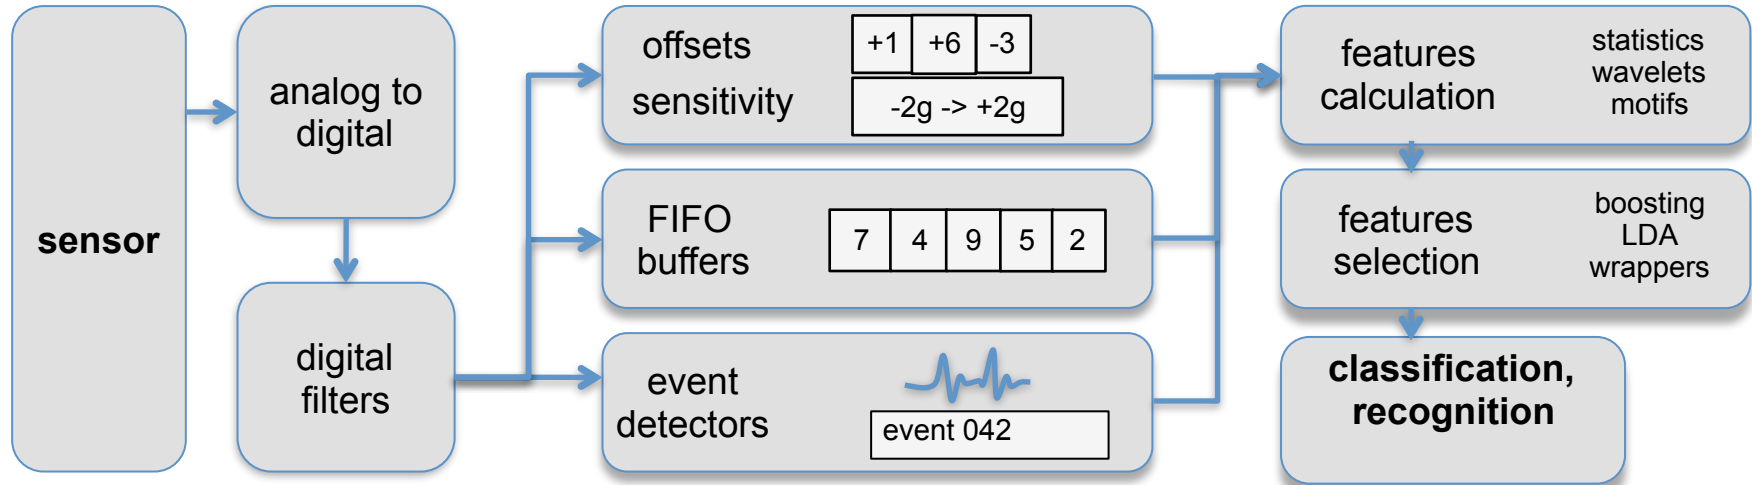 sensor
analog to
digital
digital
filters
offsets
+1 +6 -3
sensitivity
-2g -> +2g
FIFO
buffers
7 4 9 5 2
event
detectors
event 042
features
calculation
statistics
wavelets
motifs
features
selection
boosting
LDA
wrappers
classification,
recognition